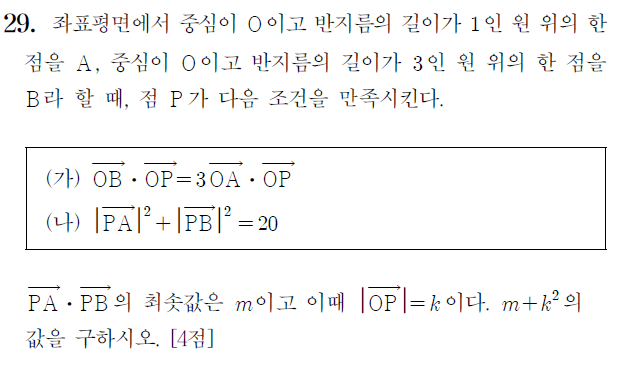 29. 좌표평면에서 중심이 O이고 반지름의 길이가 1인 원 위의 한
점을 A, 중심이 O이고 반지름의 길이가 3인 원 위의 한 점을
B라 할 때, 점 P가 다음 조건을 만족시킨다.
(가) $\overrightarrow{OB} \cdot \overrightarrow{OP} = 3\overrightarrow{OA} \cdot \overrightarrow{OP}$
(나) $|\overrightarrow{PA}|^2 + |\overrightarrow{PB}|^2 = 20$
$\overrightarrow{PA} \cdot \overrightarrow{PB}$의 최솟값은 $m$이고 이때 $|\overrightarrow{OP}| = k$이다. $m + k^2$의
값을 구하시오. [4점]